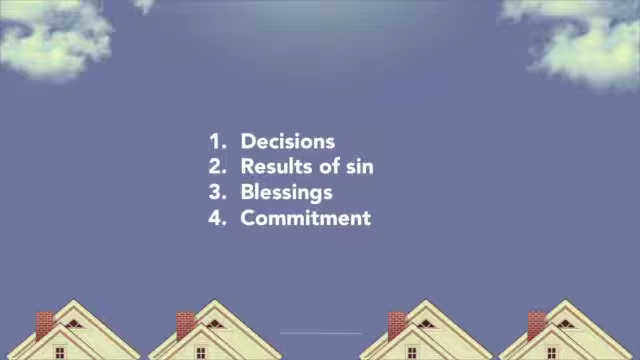 1. Decisions
2. Results of sin
3. Blessings
4. Commitment